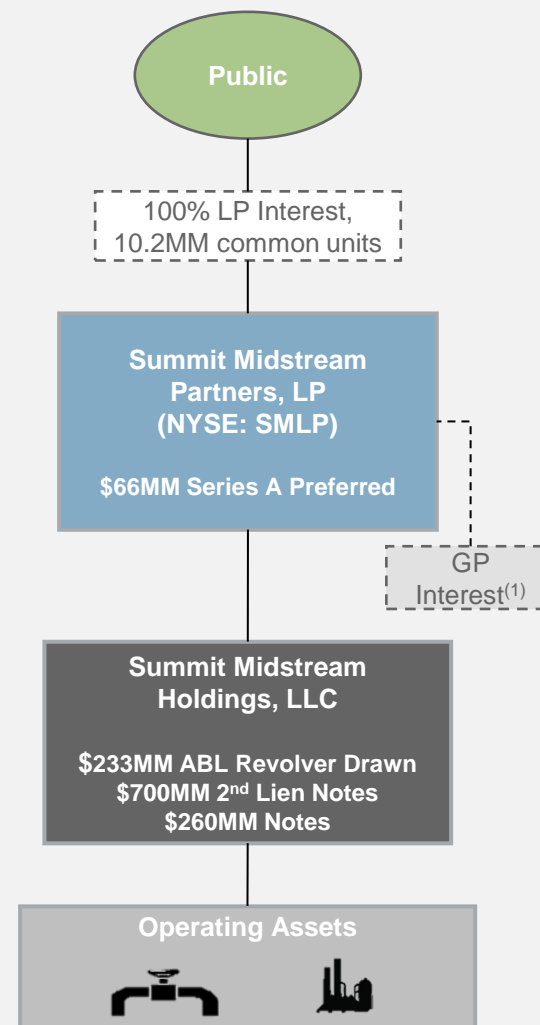 Public
100% LP Interest,
10.2MM common units
Summit Midstream
Partners, LP
(NYSE: SMLP)
$66MM Series A Preferred
GP
Interest(1)
Summit Midstream
Holdings, LLC
$233MM ABL Revolver Drawn
$700MM 2nd Lien Notes
$260MM Notes
Operating Assets